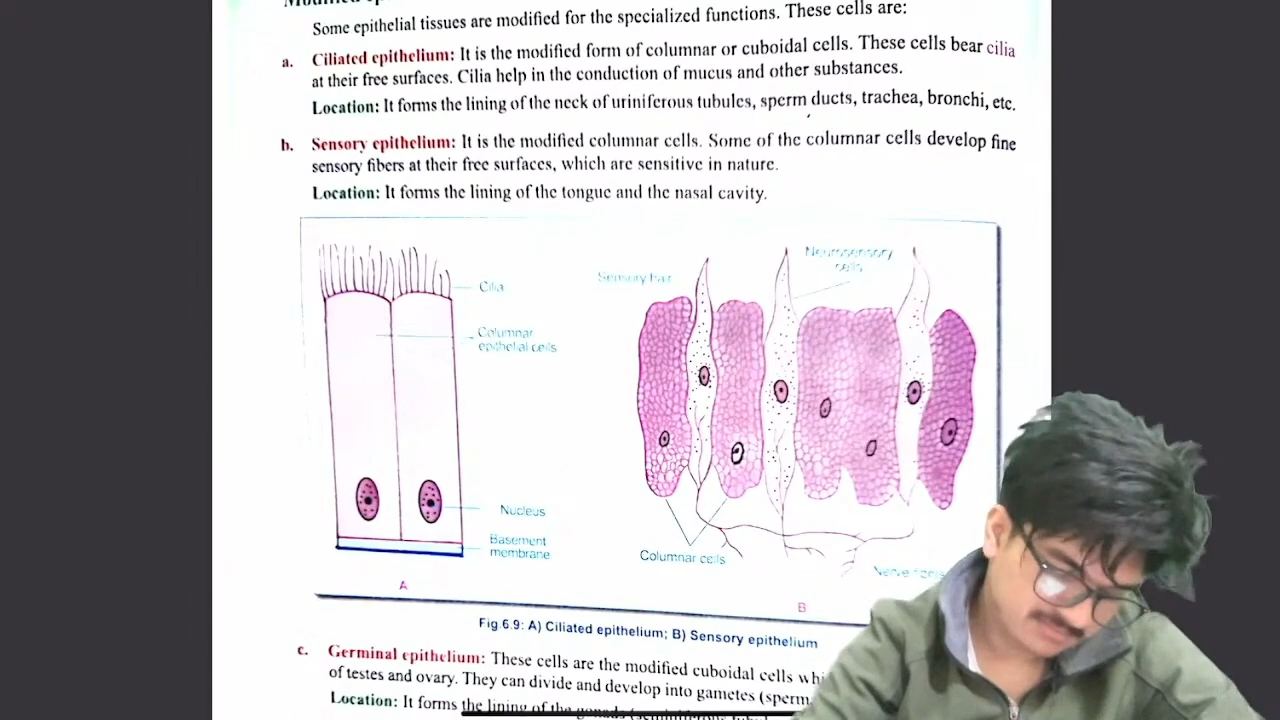 Some epithelial tissues are modified for the specialized functions. These cells are:
a. Ciliated epithelium: It is the modified form of columnar or cuboidal cells. These cells bear cilia
at their free surfaces. Cilia help in the conduction of mucus and other substances.
Location: It forms the lining of the neck of uriniferous tubules, sperm ducts, trachea, bronchi, etc.
b. Sensory epithelium: It is the modified columnar cells. Some of the columnar cells develop fine
sensory fibers at their free surfaces, which are sensitive in nature.
Location: It forms the lining of the tongue and the nasal cavity.
Cilia
Columnar
epithelial cells
Nucleus
Basement
membrane
A
Sensory hair
Neurosensory
cells
Columnar cells
Nerve
B
Fig.6.9: A) Ciliated epithelium; B) Sensory epithelium
c. Germinal epithelium: These cells are the modified cuboidal cells
of testes and ovary. They can divide and develop into gametes (sperm
Location: It forms the lining of the